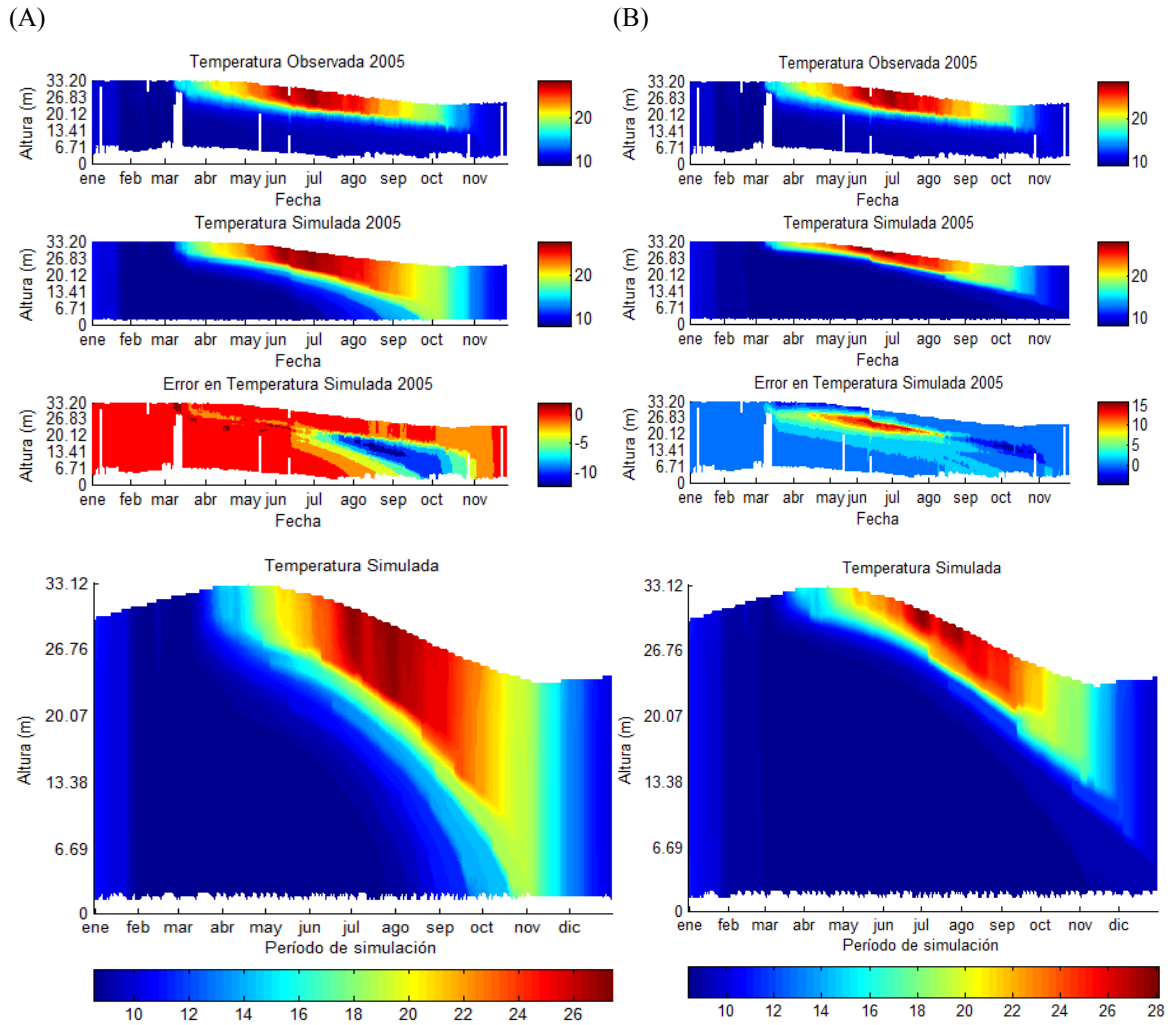 (A)
Temperatura Observada 2005
Altura (m)
33.20
26.83
20.12
13.41
6.71
0
ene feb mar abr may jun jul ago sep oct nov
Fecha
20
10
Temperatura Simulada 2005
Altura (m)
33.20
26.83
20.12
13.41
6.71
0
ene feb mar abr may jun jul ago sep oct nov
Fecha
20
10
Error en Temperatura Simulada 2005
Altura (m)
33.20
26.83
20.12
13.41
6.71
0
ene feb mar abr may jun jul ago sep oct nov
Fecha
0
-5
-10
Temperatura Simulada
Altura (m)
33.12
26.76
20.07
13.38
6.69
0
ene feb mar abr may jun jul ago sep oct nov dic
Período de simulación
10 12 14 16 18 20 22 24 26
(B)
Temperatura Observada 2005
Altura (m)
33.20
26.83
20.12
13.41
6.71
0
ene feb mar abr may jun jul ago sep oct nov
Fecha
20
10
Temperatura Simulada 2005
Altura (m)
33.20
26.83
20.12
13.41
6.71
0
ene feb mar abr may jun jul ago sep oct nov
Fecha
20
10
Error en Temperatura Simulada 2005
Altura (m)
33.20
26.83
20.12
13.41
6.71
0
ene feb mar abr may jun jul ago sep oct nov
Fecha
15
10
5
0
Temperatura Simulada
Altura (m)
33.12
26.76
20.07
13.38
6.69
0
ene feb mar abr may jun jul ago sep oct nov dic
Período de simulación
10 12 14 16 18 20 22 24 26 28